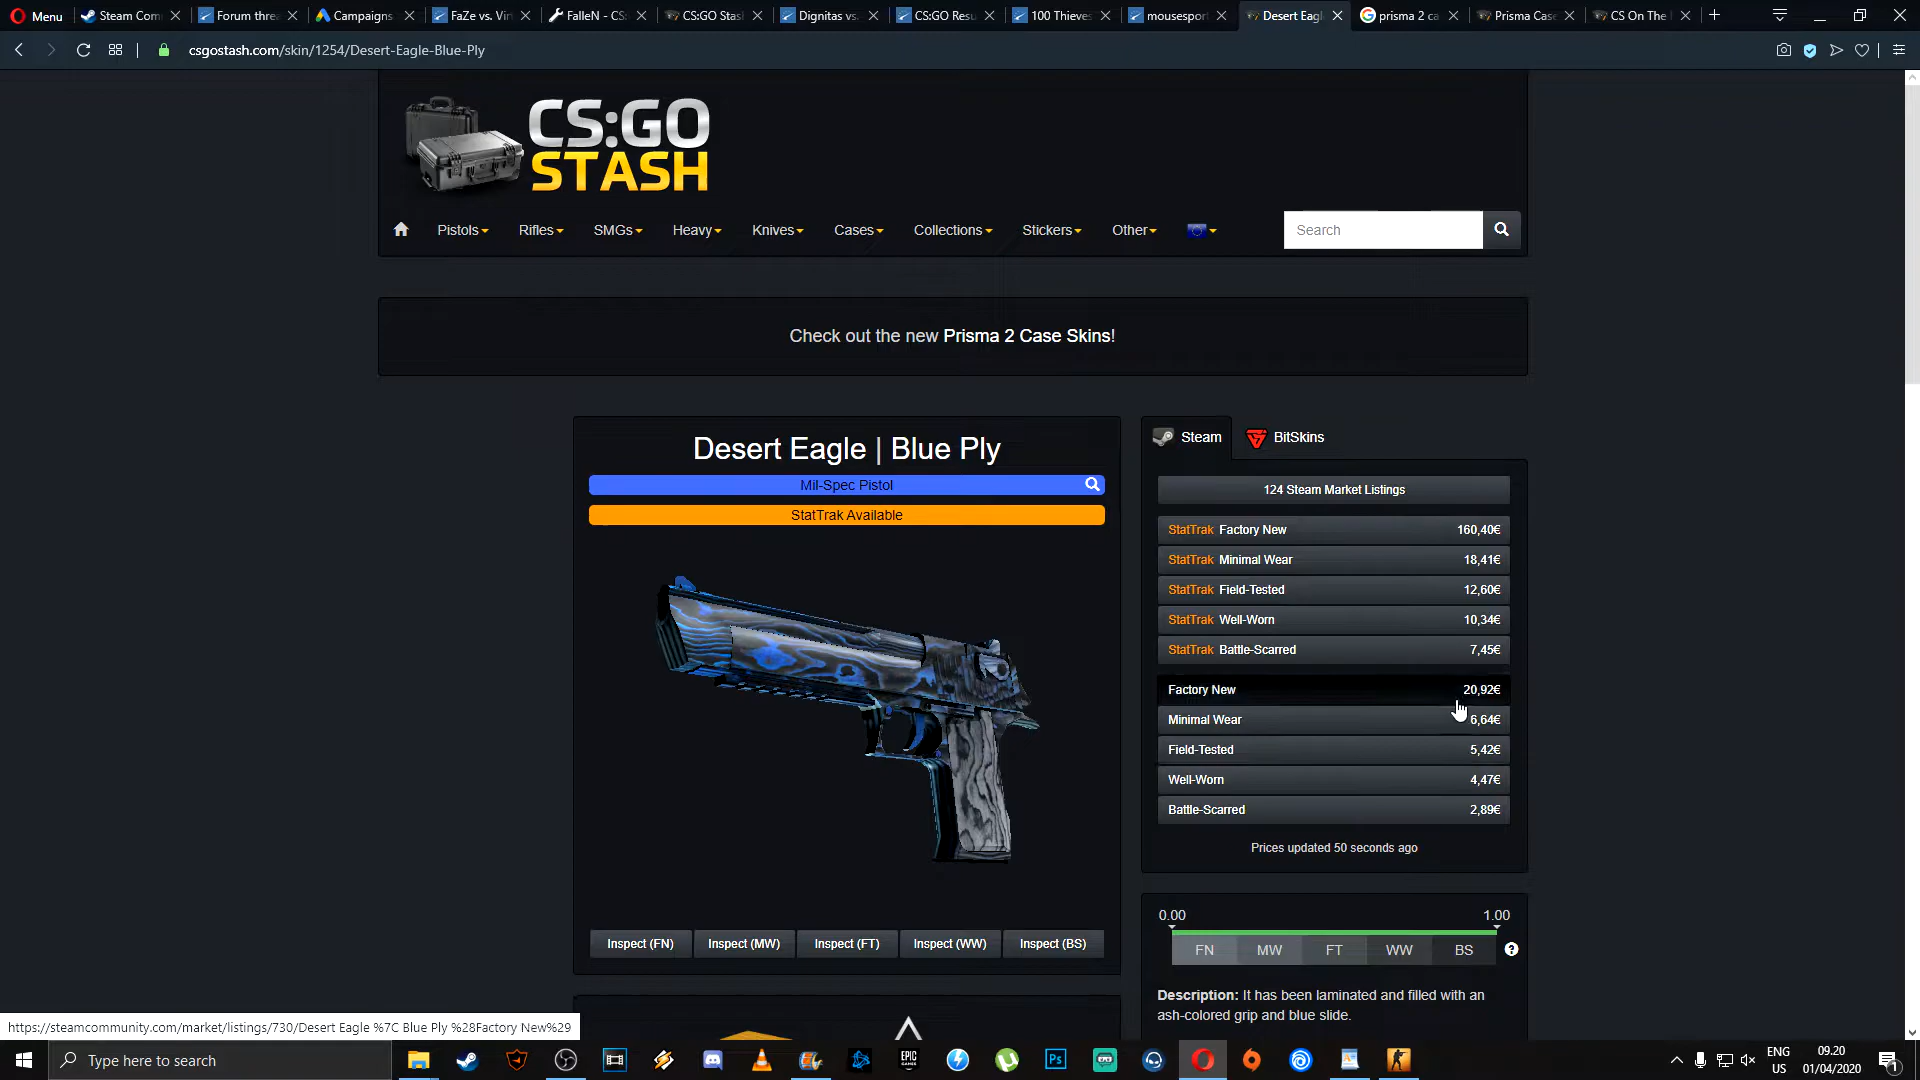 Menu
Steam Com
Forum thre
Campaigns
FaZe vs. Vir
FalleN - CS:
CS:GO Stas
Dignitas vs.
CS:GO Resu
100 Thieves
mousesport
Desert Eagl
prisma 2 ca
Prisma Case
CS On The
csgostash.com/skin/1254/Desert-Eagle-Blue-Ply
CS:GO
STASH
Pistols
Rifles
SMGs
Heavy
Knives
Cases
Collections
Stickers
Other
Search
Check out the new Prisma 2 Case Skins!
Desert Eagle | Blue Ply
Mil-Spec Pistol
StatTrak Available
Inspect (FN)
Inspect (MW)
Inspect (FT)
Inspect (WW)
Inspect (BS)
Steam
BitSkins
124 Steam Market Listings
StatTrak Factory New 160,40€
StatTrak Minimal Wear 18,41€
StatTrak Field-Tested 12,60€
StatTrak Well-Worn 10,34€
StatTrak Battle-Scarred 7,45€
Factory New 20,92€
Minimal Wear 6,64€
Field-Tested 5,42€
Well-Worn 4,47€
Battle-Scarred 2,89€
Prices updated 50 seconds ago
0.00 1.00
FN MW FT WW BS ?
Description: It has been laminated and filled with an
ash-colored grip and blue slide.
https://steamcommunity.com/market/listings/730/Desert Eagle %7C Blue Ply %28Factory New%29
Type here to search
EPIC
GAMES
Ps
ENG
US
09.20
01/04/2020
1